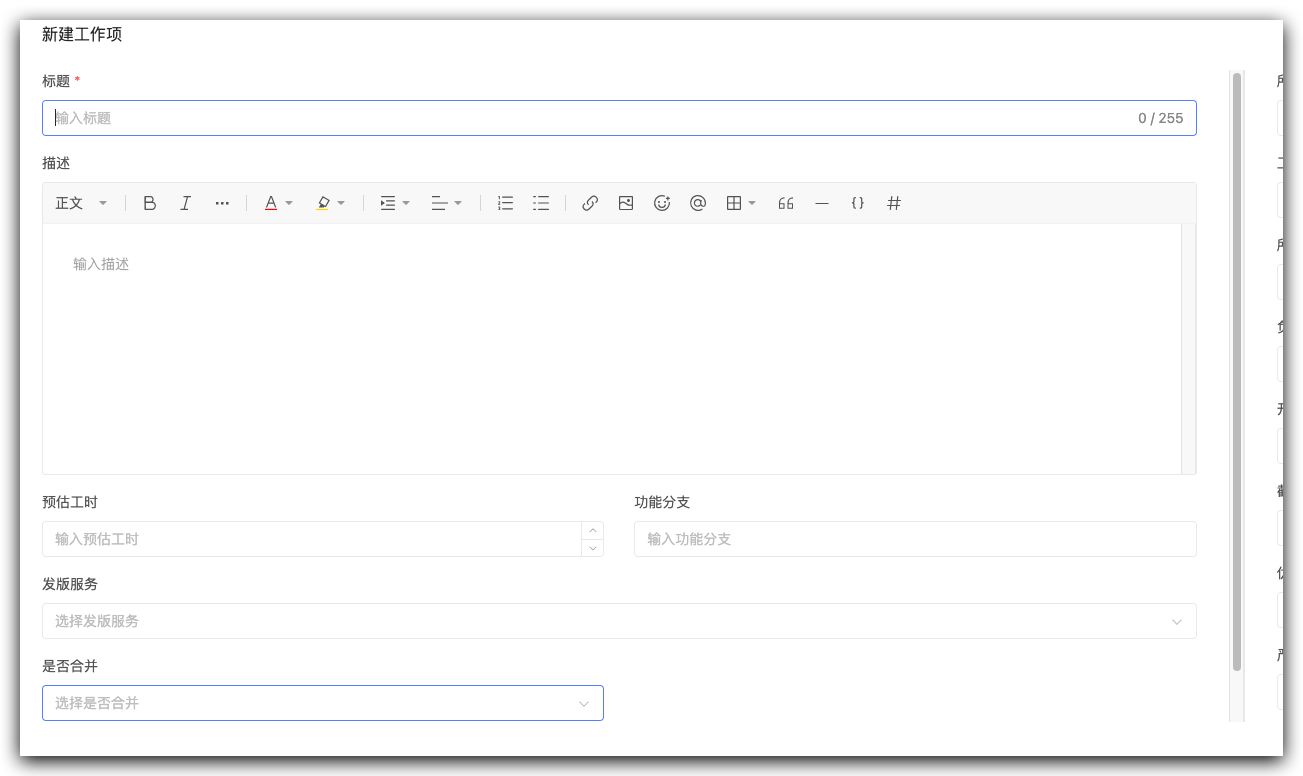 新建工作项
标题 *
输入标题 0 / 255
描述
正文
输入描述
预估工时 功能分支
输入预估工时 输入功能分支
发版服务
选择发版服务
是否合并
选择是否合并